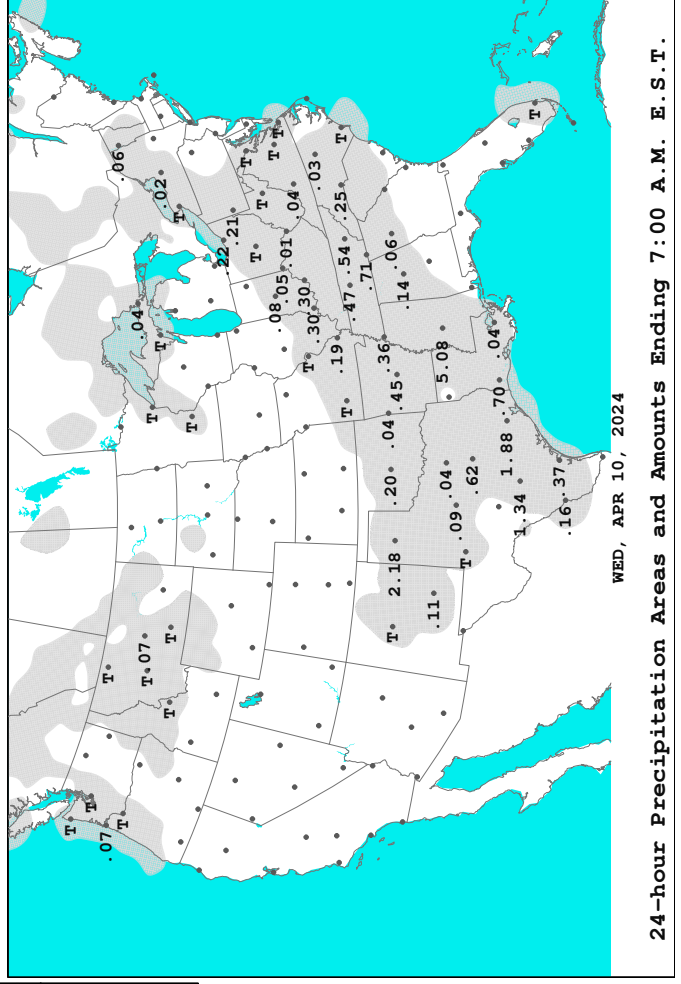 T
T
.07
T
.06
T
.04
T
.07
T
T
.02
T
T
T
T
.22
.21
T
T
T
.08
T
T
.05
.01
.04
.30
T
.30
.03
.19
.25
T
T
.54
.47
.71
.36
T
.20
.04
.06
2.18
.45
.14
.11
.04
5.08
.09
T
.62
.04
.70
1.88
1.34
T
.37
.16
WED, APR 10, 2024
24-hour Precipitation Areas and Amounts Ending 7:00 A.M. E.S.T.